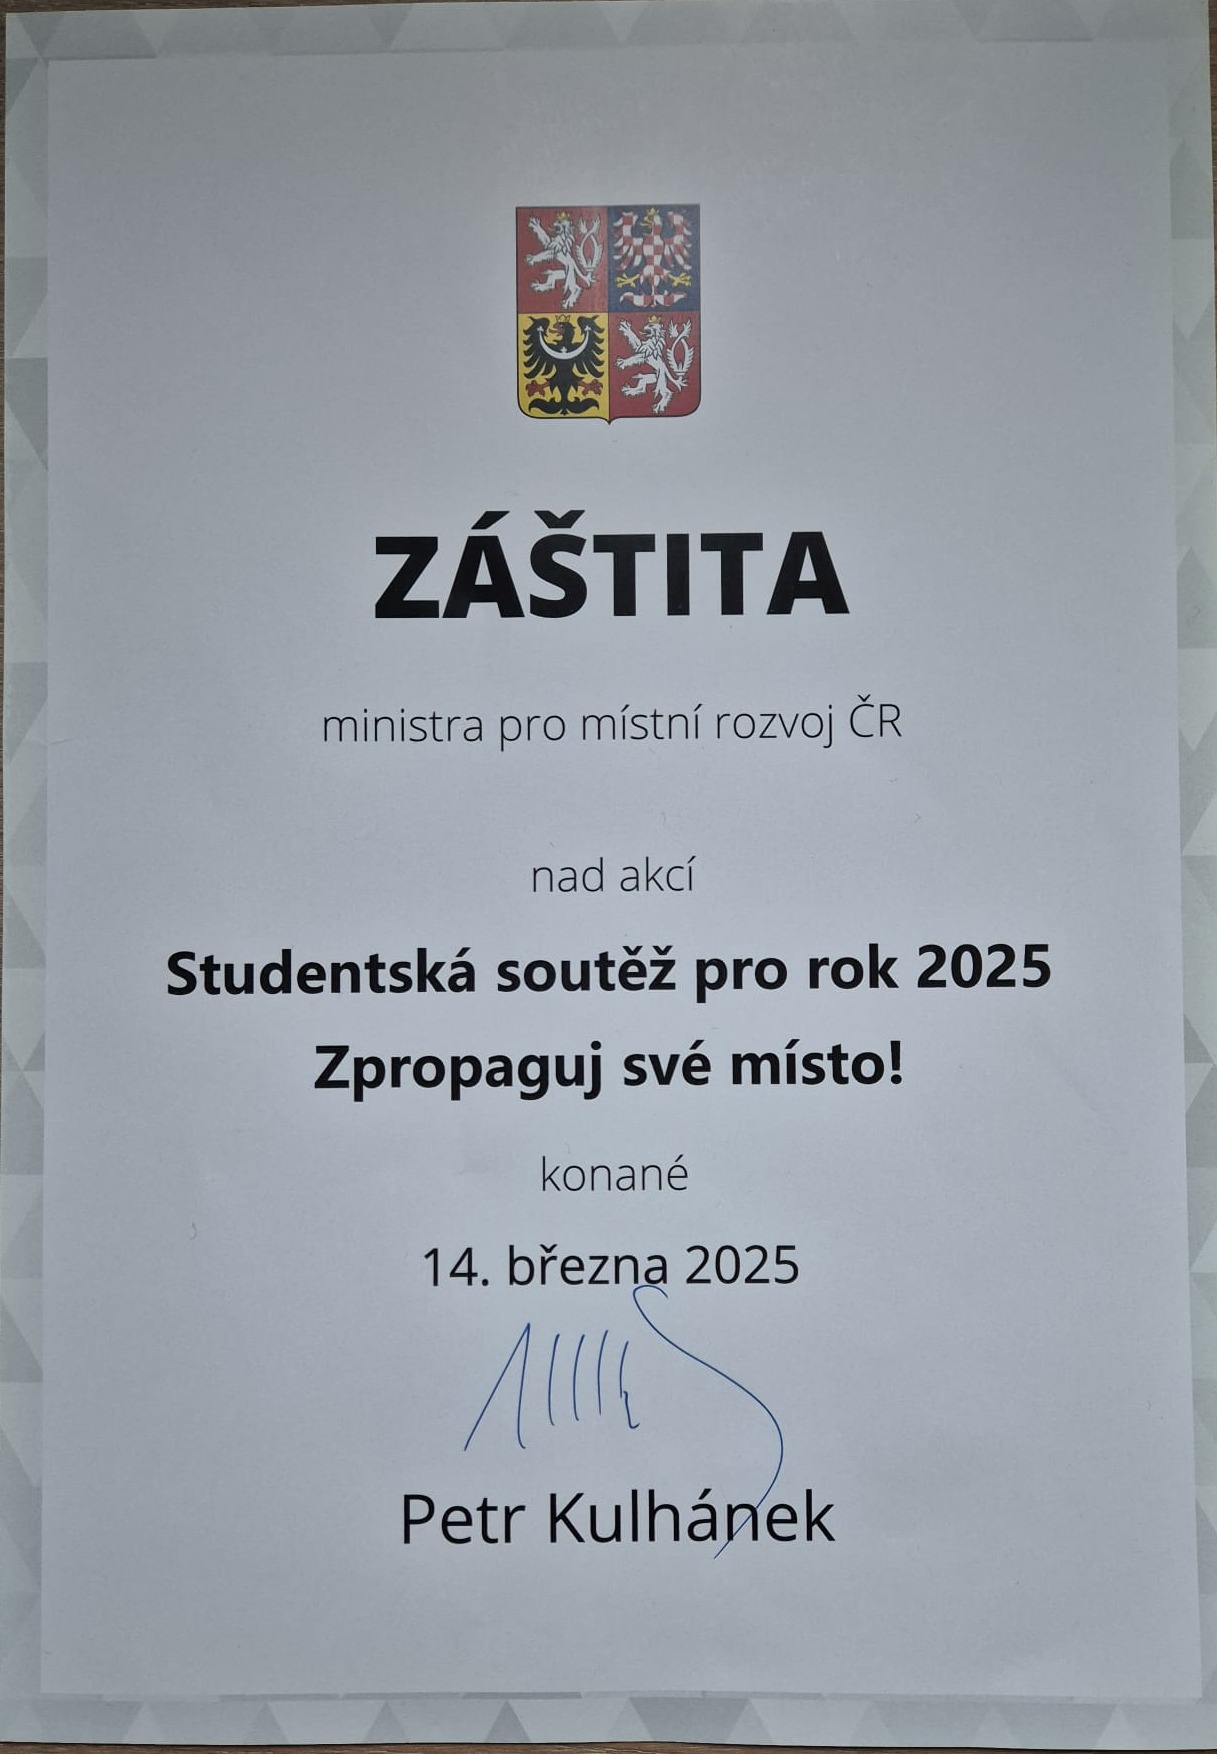 ZÁŠTITA
ministra pro místní rozvoj ČR
nad akcí
Studentská soutěž pro rok 2025
Zpropaguj své místo!
konané
14. března 2025
Petr Kulhánek